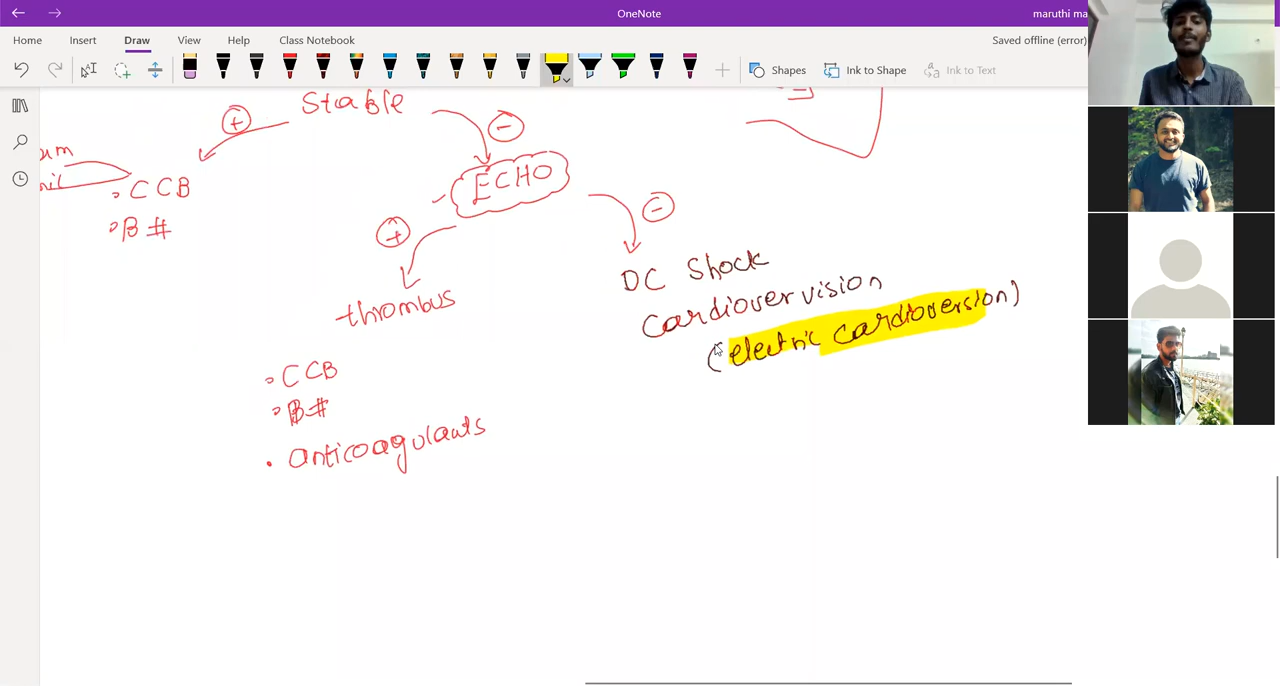 OneNote
maruthi ma
Home Insert Draw View Help Class Notebook
Saved offline (error)
Shapes Ink to Shape Ink to Text
Stable
+
-
CCB
B #
ECHO
+
-
thrombus
DC Shock
Cardiovervision
(electric cardioversion)
CCB
B#
anticoagulants